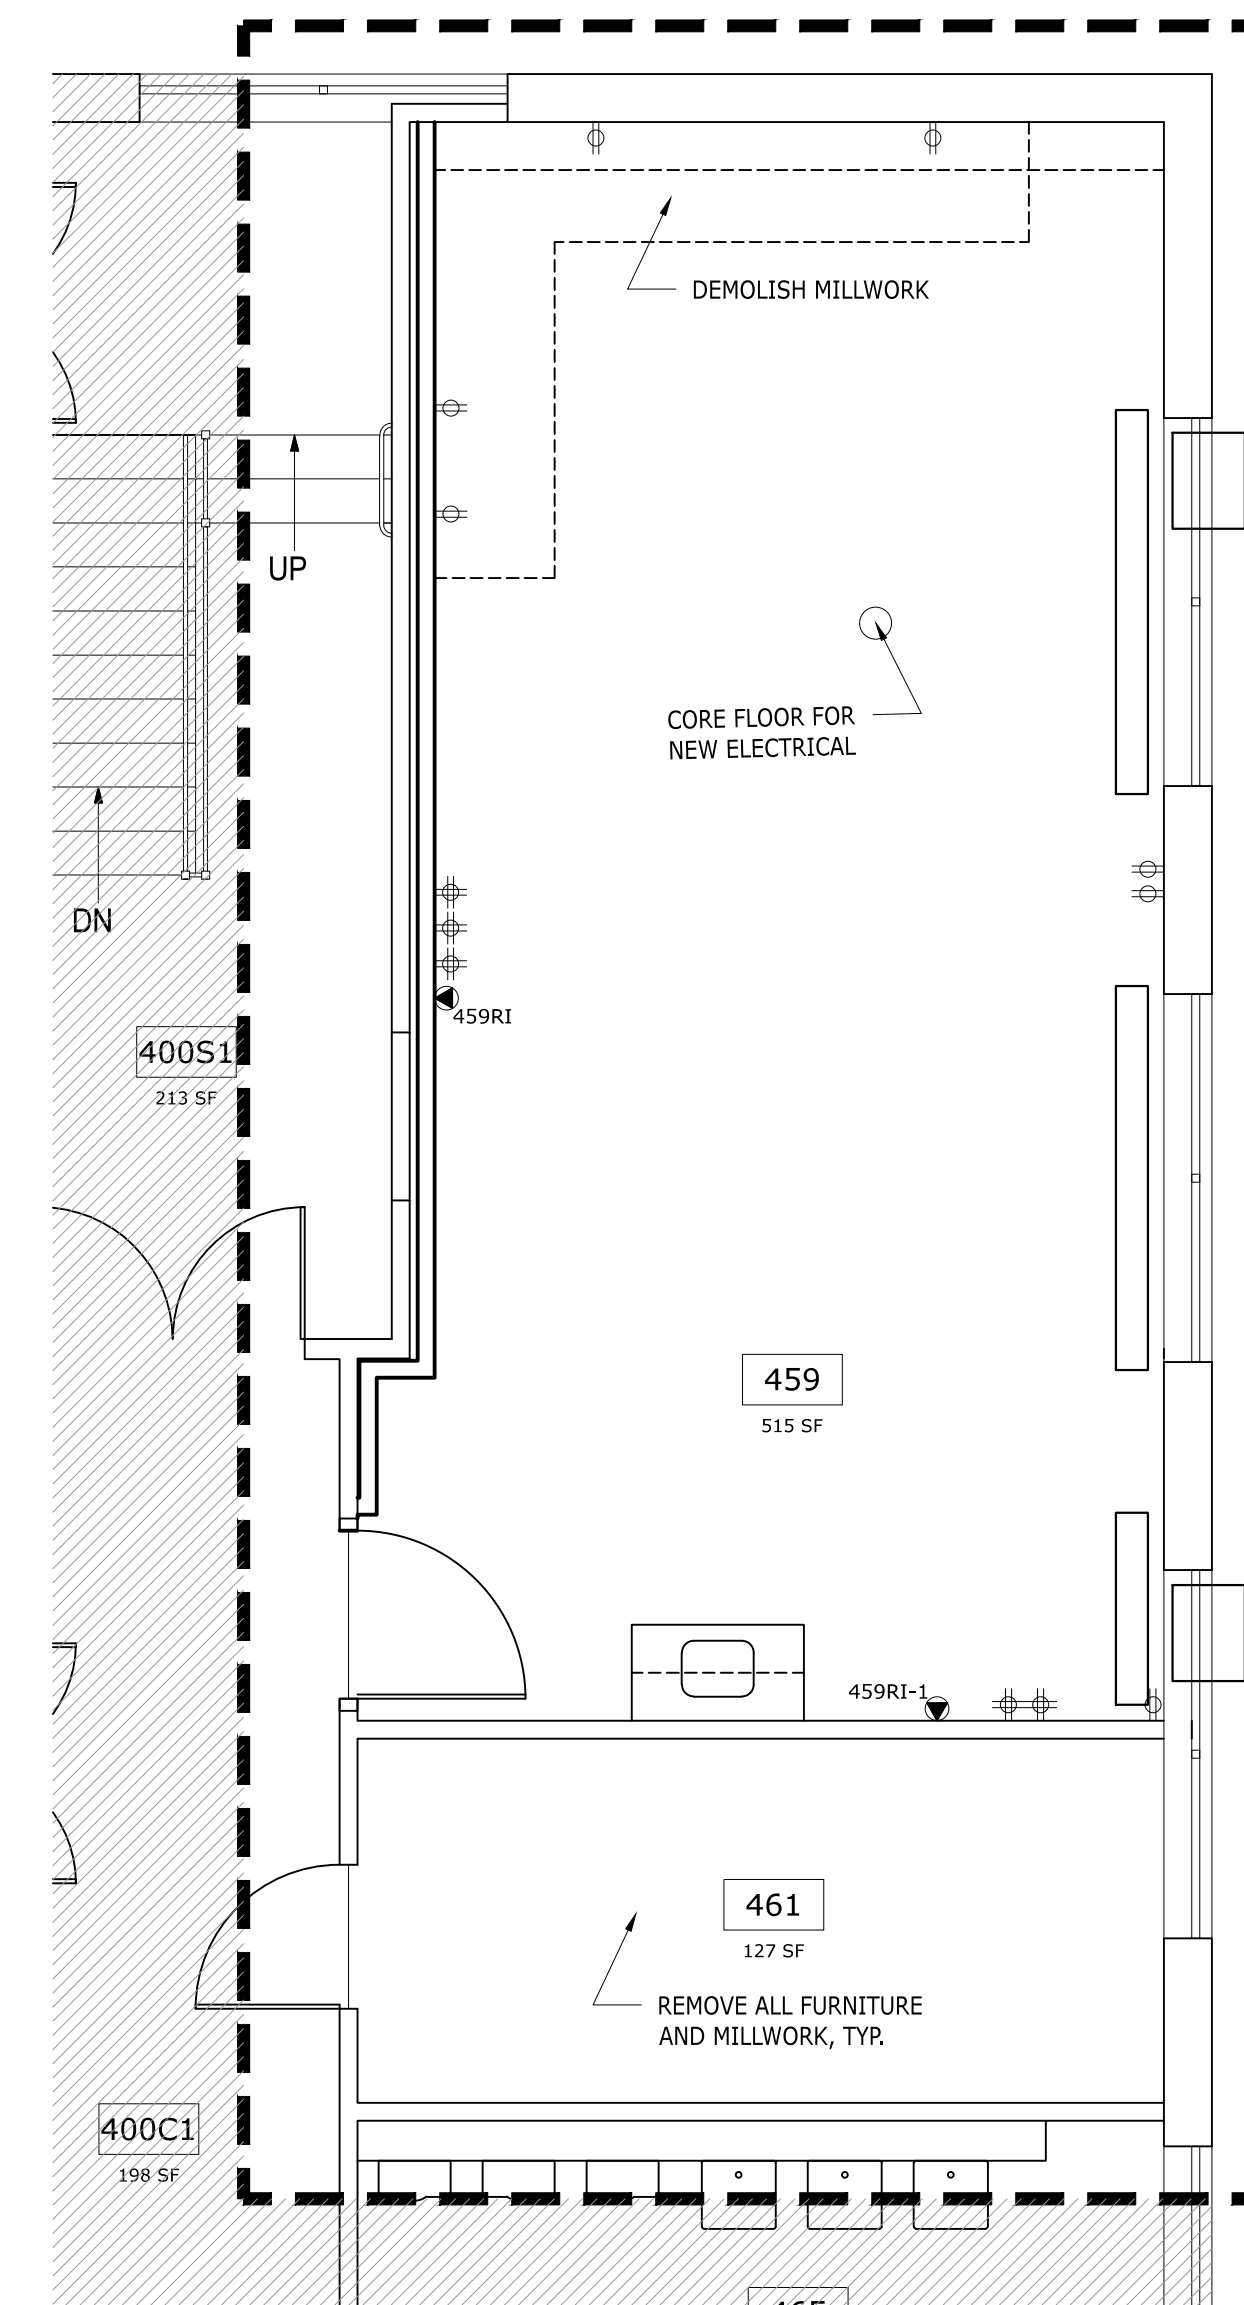 DEMOLISH MILLWORK
UP
CORE FLOOR FOR
NEW ELECTRICAL
DN
459RI
400S1
213 SF
459
515 SF
459RI-1
461
127 SF
REMOVE ALL FURNITURE
AND MILLWORK, TYP.
400C1
198 SF